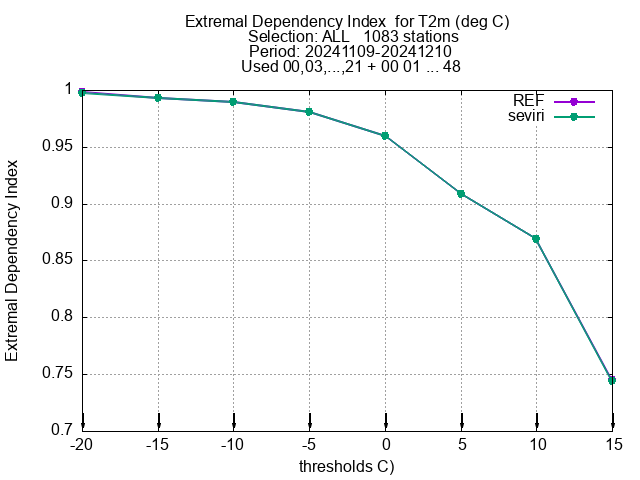 Extremal Dependency Index  for T2m (deg C)
Selection: ALL   1083 stations
Period: 20241109-20241210
Used 00,03,...,21 + 00 01 ... 48
REF
seviri
Extremal Dependency Index
1
0.95
0.9
0.85
0.8
0.75
0.7
-20 -15 -10 -5 0 5 10 15
thresholds C)